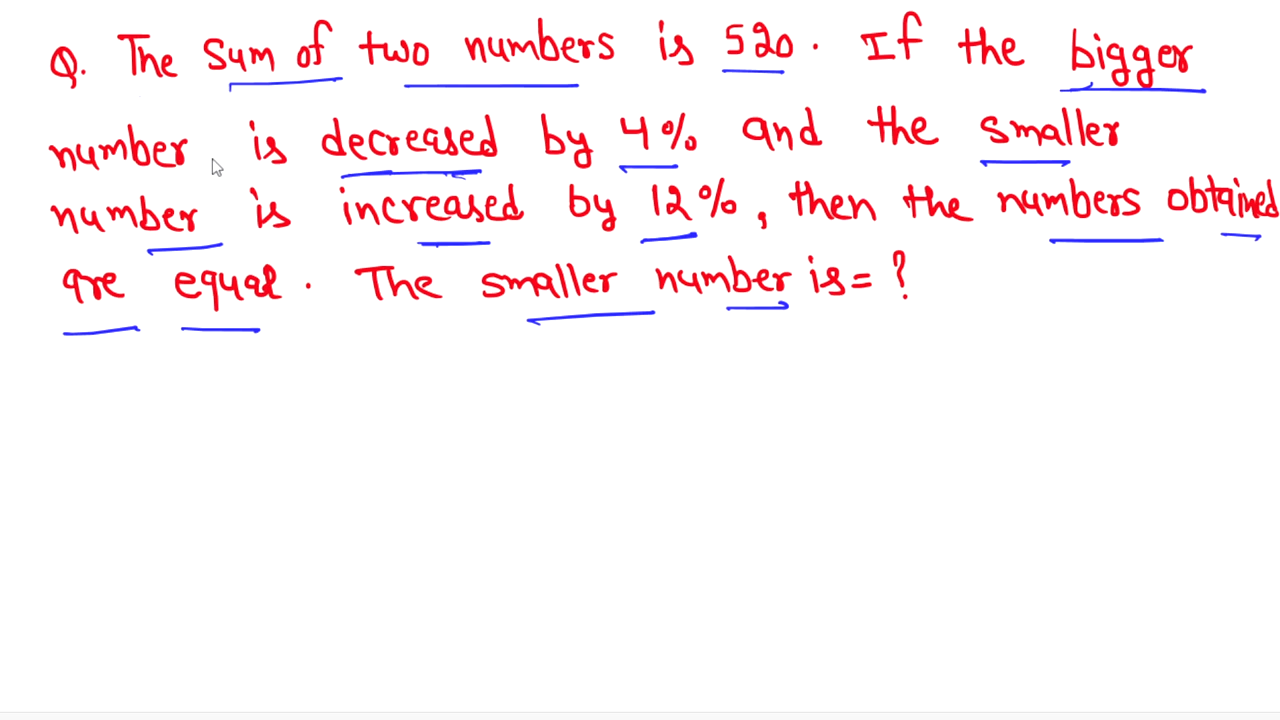 Q. The Sum of two numbers is 520. If the bigger
number is decreased by 4% and the smaller
number is increased by 12%, then the numbers obtained
are equal. The smaller number is = ?